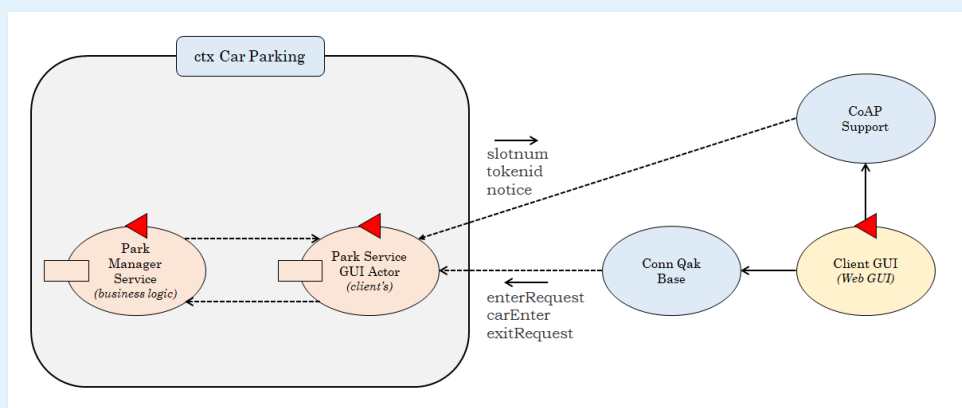 ctx Car Parking
CoAP
Support
slotnum
tokenid
notice
Park
Manager
Service
(business logic)
Park Service
GUI Actor
(client's)
Conn Qak
Base
Client GUI
(Web GUI)
enterRequest
carEnter
exitRequest